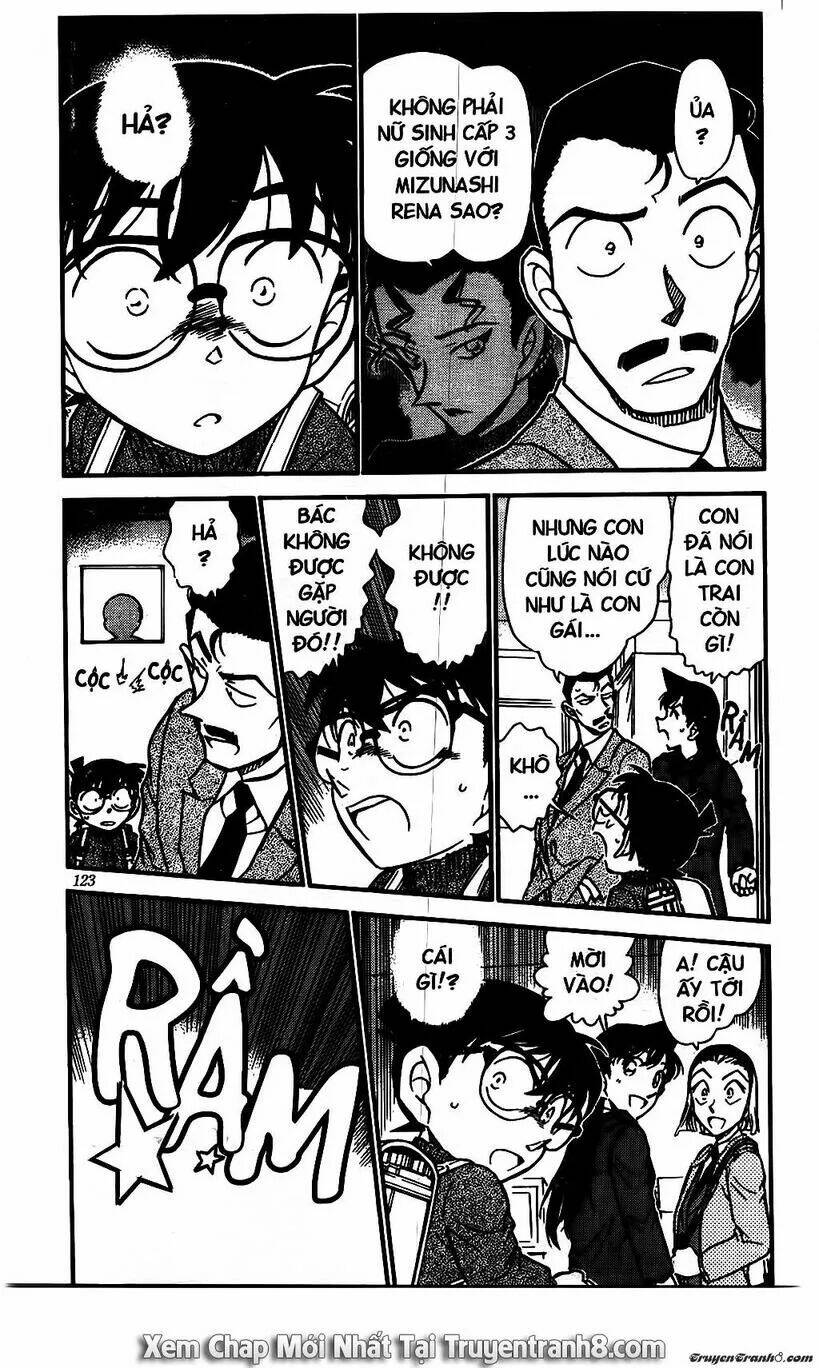 ỦA
?
KHÔNG PHẢI
NỮ SINH CẤP 3
GIỐNG VỚI
MIZUNASHI
RENA SAO?
HẢ?
CON
ĐÃ NÓI
LÀ CON
TRAI
CÒN
GÌ!
NHƯNG CON
LÚC NÀO
CŨNG NÓI CỨ
NHƯ LÀ CON
GÁI...
RẦM
KHÔ
...
KHÔNG
ĐƯỢC
!!
BÁC
KHÔNG
ĐƯỢC
GẶP
NGƯỜI
ĐÓ!!
HẢ
?
CỘC
CỘC
123
A! CẬU
ẤY TỚI
RỒI!
MỜI
VÀO!
CÁI
GÌ!?
RẦM
Xem Chap Mới Nhất Tại Truyentranh8.com
TruyenTranh8.com